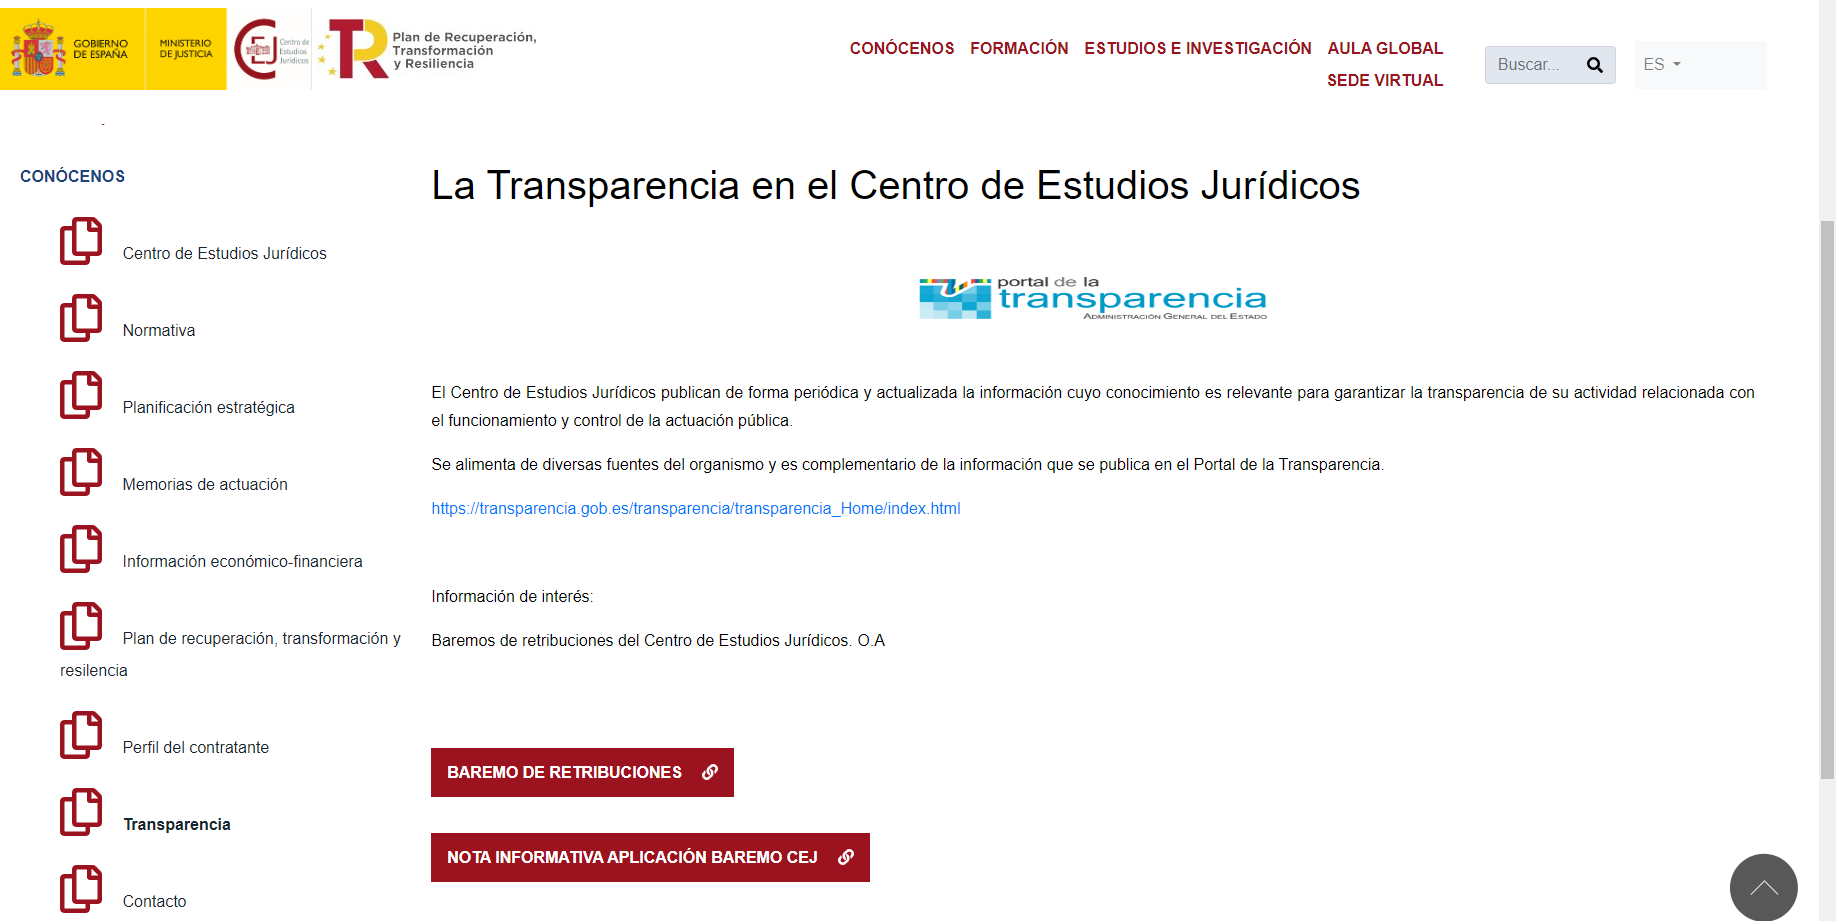 GOBIERNO
DE ESPAÑA
MINISTERIO
DE JUSTICIA
CEJ
Centro de
Estudios
Jurídicos
TR
Plan de Recuperación,
Transformación
y Resiliencia
CONÓCENOS FORMACIÓN ESTUDIOS E INVESTIGACIÓN AULA GLOBAL
SEDE VIRTUAL
Buscar...
ES
CONÓCENOS
Centro de Estudios Jurídicos
Normativa
Planificación estratégica
Memorias de actuación
Información económico-financiera
Plan de recuperación, transformación y
resilencia
Perfil del contratante
Transparencia
Contacto
La Transparencia en el Centro de Estudios Jurídicos
portal de la
transparencia
Administración General del Estado
El Centro de Estudios Jurídicos publican de forma periódica y actualizada la información cuyo conocimiento es relevante para garantizar la transparencia de su actividad relacionada con
el funcionamiento y control de la actuación pública.
Se alimenta de diversas fuentes del organismo y es complementario de la información que se publica en el Portal de la Transparencia.
https://transparencia.gob.es/transparencia/transparencia_Home/index.html
Información de interés:
Baremos de retribuciones del Centro de Estudios Jurídicos. O.A
BAREMO DE RETRIBUCIONES
NOTA INFORMATIVA APLICACIÓN BAREMO CEJ